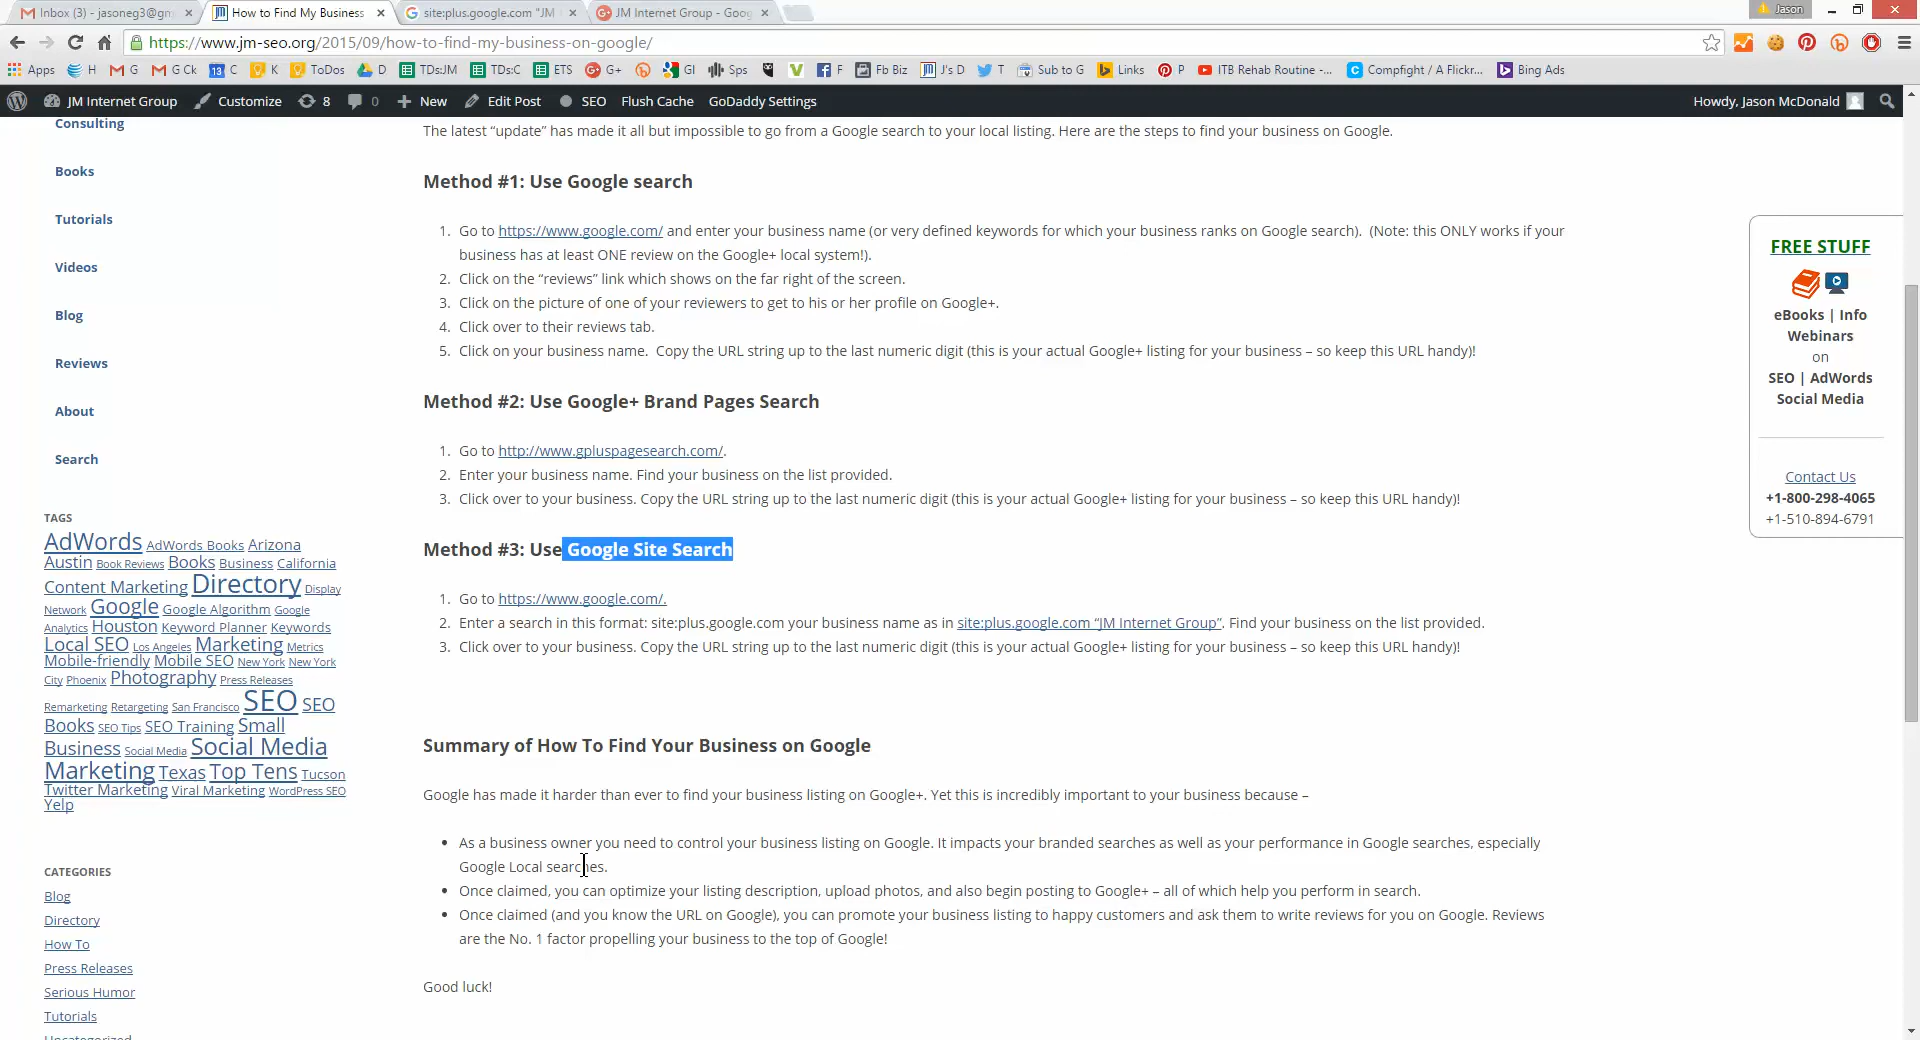 Inbox (3) - jasoneg3@gm
How to Find My Business
site:plus.google.com "JM
JM Internet Group - Goog
Jason
https://www.jm-seo.org/2015/09/how-to-find-my-business-on-google/
Apps H M G M G Ck 13 C K ToDos D TDs:JM TDs:C ETS G+ GI Sps F Fb Biz J's D T Sub to G Links P ITB Rehab Routine -... Compfight / A Flickr... Bing Ads
JM Internet Group Customize 8 0 New Edit Post SEO Flush Cache GoDaddy Settings Howdy, Jason McDonald
Consulting
Books
Tutorials
Videos
Blog
Reviews
About
Search
TAGS
AdWords AdWords Books Arizona
Austin Book Reviews Books Business California
Content Marketing Directory Display
Network Google Google Algorithm Google
Analytics Houston Keyword Planner Keywords
Local SEO Los Angeles Marketing Metrics
Mobile-friendly Mobile SEO New York New York
City Phoenix Photography Press Releases
Remarketing Retargeting San Francisco SEO SEO
Books SEO Tips SEO Training Small
Business Social Media Social Media
Marketing Texas Top Tens Tucson
Twitter Marketing Viral Marketing WordPress SEO
Yelp
CATEGORIES
Blog
Directory
How To
Press Releases
Serious Humor
Tutorials
Uncategorized
The latest “update” has made it all but impossible to go from a Google search to your local listing. Here are the steps to find your business on Google.
Method #1: Use Google search
1. Go to https://www.google.com/ and enter your business name (or very defined keywords for which your business ranks on Google search). (Note: this ONLY works if your
business has at least ONE review on the Google+ local system!).
2. Click on the “reviews” link which shows on the far right of the screen.
3. Click on the picture of one of your reviewers to get to his or her profile on Google+.
4. Click over to their reviews tab.
5. Click on your business name. Copy the URL string up to the last numeric digit (this is your actual Google+ listing for your business – so keep this URL handy)!
Method #2: Use Google+ Brand Pages Search
1. Go to http://www.gpluspagesearch.com/.
2. Enter your business name. Find your business on the list provided.
3. Click over to your business. Copy the URL string up to the last numeric digit (this is your actual Google+ listing for your business – so keep this URL handy)!
Method #3: Use Google Site Search
1. Go to https://www.google.com/.
2. Enter a search in this format: site:plus.google.com your business name as in site:plus.google.com “JM Internet Group”. Find your business on the list provided.
3. Click over to your business. Copy the URL string up to the last numeric digit (this is your actual Google+ listing for your business – so keep this URL handy)!
Summary of How To Find Your Business on Google
Google has made it harder than ever to find your business listing on Google+. Yet this is incredibly important to your business because –
• As a business owner you need to control your business listing on Google. It impacts your branded searches as well as your performance in Google searches, especially
Google Local searches.
• Once claimed, you can optimize your listing description, upload photos, and also begin posting to Google+ – all of which help you perform in search.
• Once claimed (and you know the URL on Google), you can promote your business listing to happy customers and ask them to write reviews for you on Google. Reviews
are the No. 1 factor propelling your business to the top of Google!
Good luck!
FREE STUFF
eBooks | Info
Webinars
on
SEO | AdWords
Social Media
Contact Us
+1-800-298-4065
+1-510-894-6791